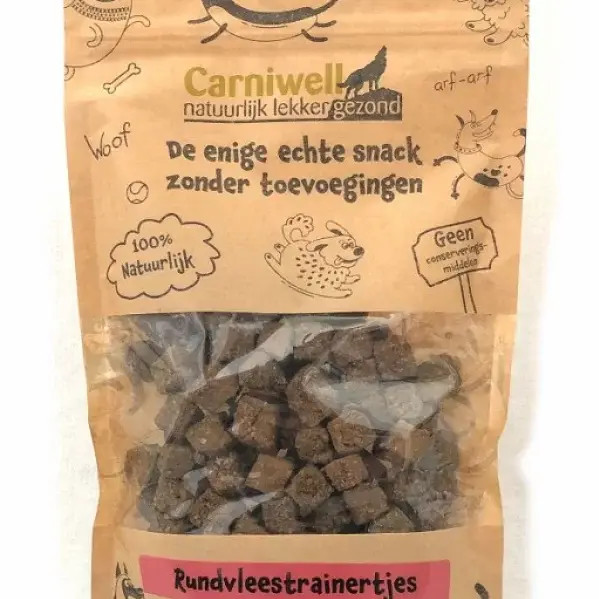 Carniwell
natuurlijk lekker gezond
arf-arf
Woof
De enige echte snack
zonder toevoegingen
100%
Natuurlijk
Geen
conserverings-
middelen
Rundvleestrainertjes